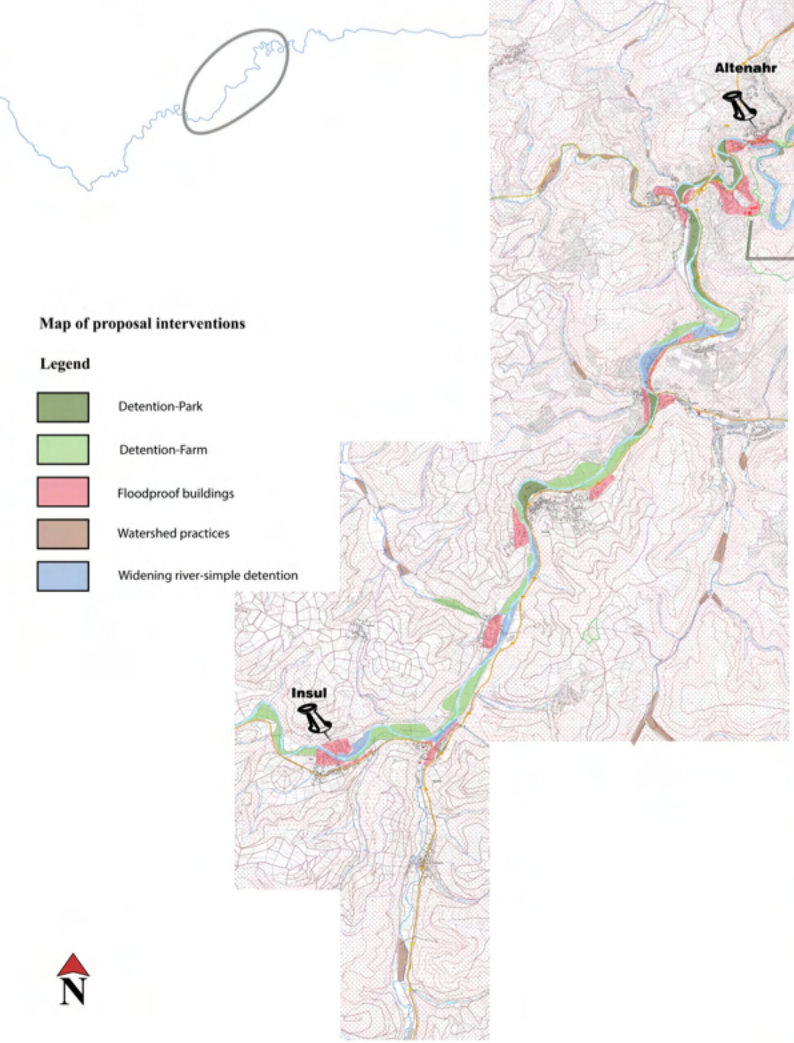 Altenahr
Map of proposal interventions
Legend
Detention-Park
Detention-Farm
Floodproof buildings
Watershed practices
Widening river-simple detention
Insul
N